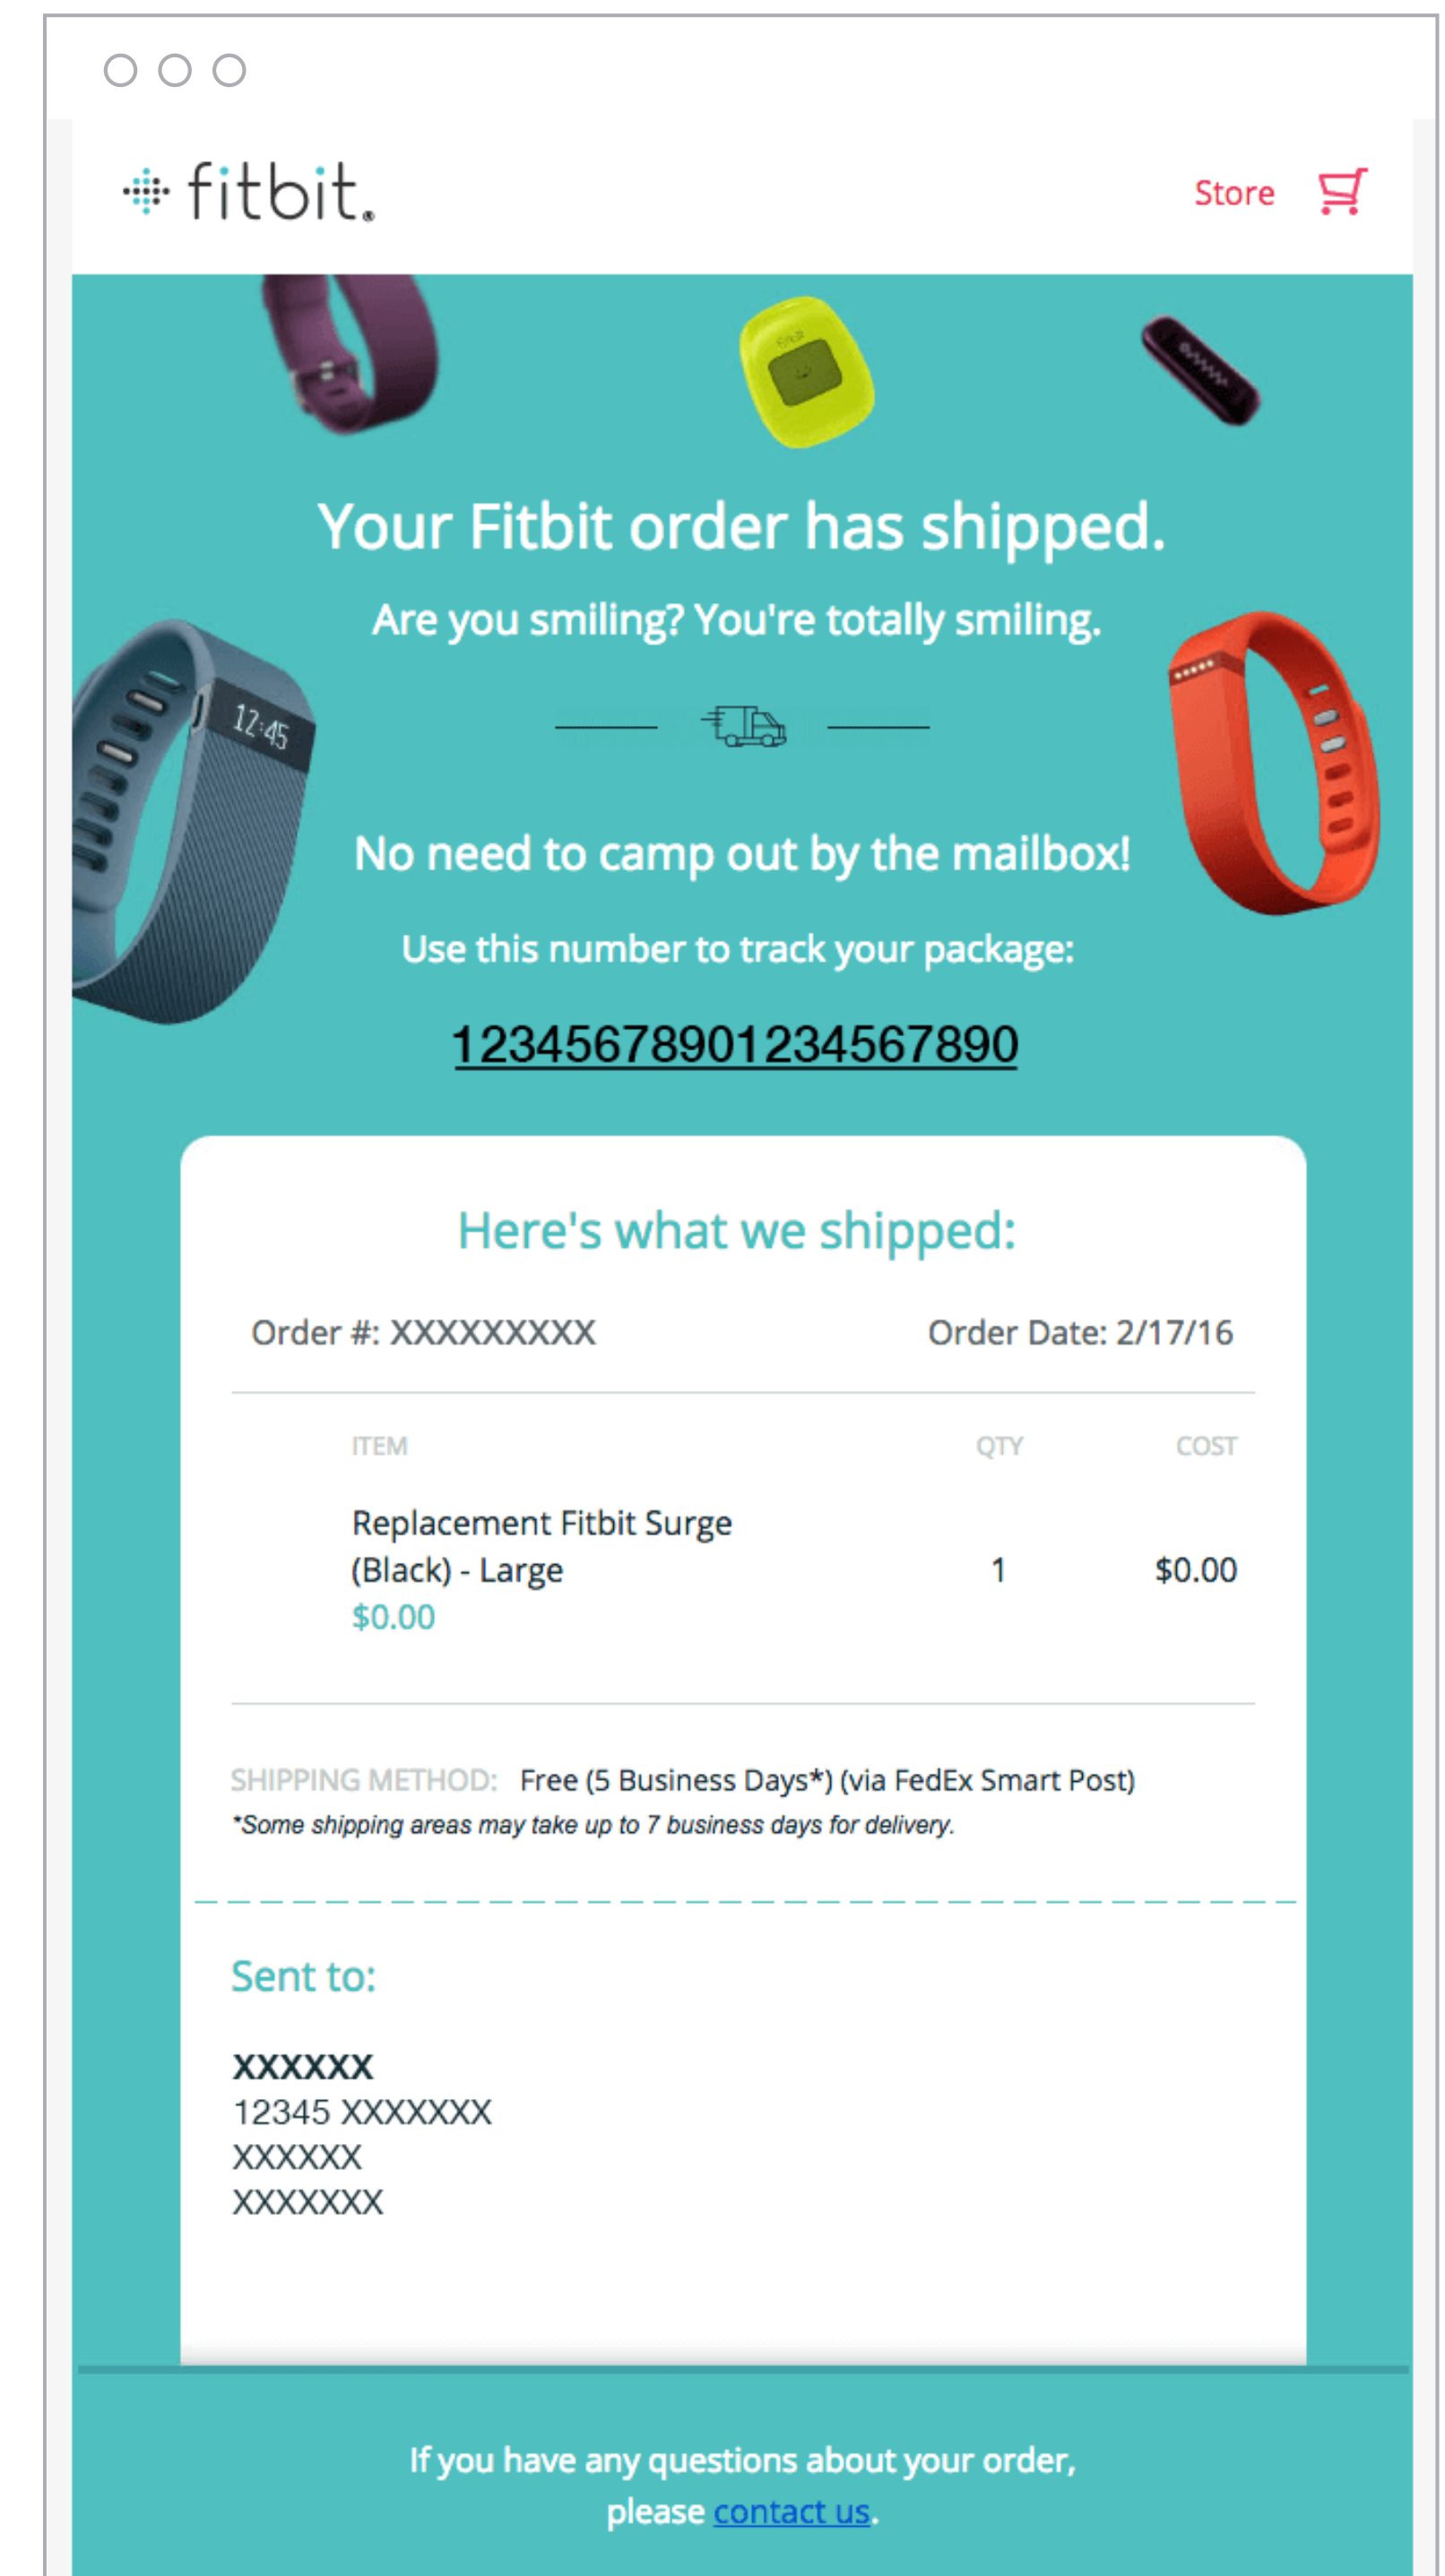 fitbit.
Store
fitbit
12:45
Your Fitbit order has shipped.
Are you smiling? You're totally smiling.
No need to camp out by the mailbox!
Use this number to track your package:
12345678901234567890
Here's what we shipped:
Order #: XXXXXXXXX Order Date: 2/17/16
ITEM QTY COST
Replacement Fitbit Surge
(Black) - Large 1 $0.00
$0.00
SHIPPING METHOD: Free (5 Business Days*) (via FedEx Smart Post)
*Some shipping areas may take up to 7 business days for delivery.
Sent to:
XXXXXX
12345 XXXXXXX
XXXXXX
XXXXXXX
If you have any questions about your order,
please contact us.